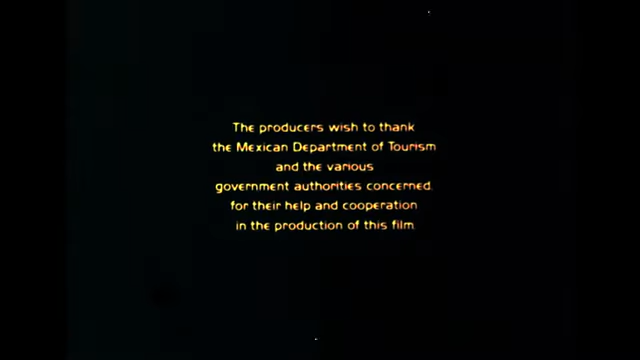 The producers wish to thank
the Mexican Department of Tourism
and the various
government authorities concerned
for their help and cooperation
in the production of this film